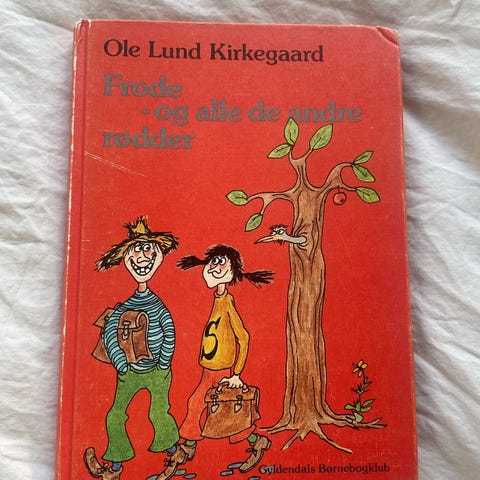 Ole Lund Kirkegaard
Frode
- og alle de andre
rødder
S
Gyldendals Børnebogklub